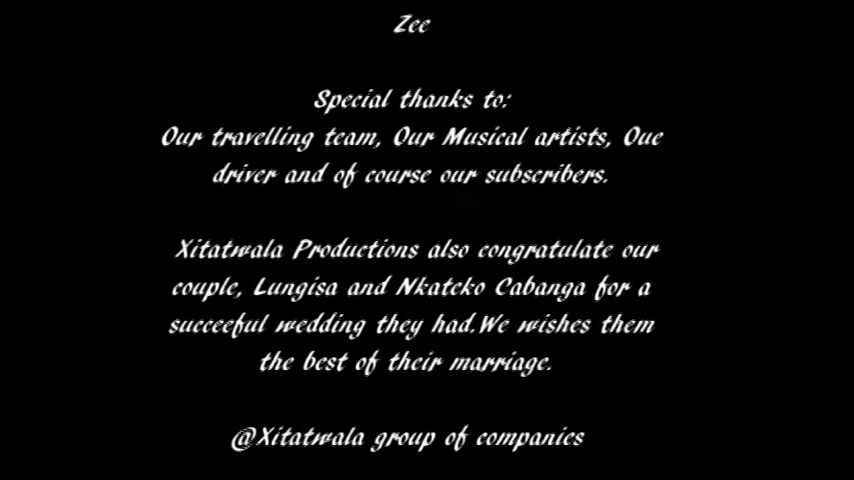 Zee
Special thanks to:
Our travelling team, Our Musical artists, Oue
driver and of course our subscribers.
Xitatwala Productions also congratulate our
couple, Lungisa and Nkateko Cabanga for a
succeeful wedding they had.We wishes them
the best of their marriage.
@Xitatwala group of companies